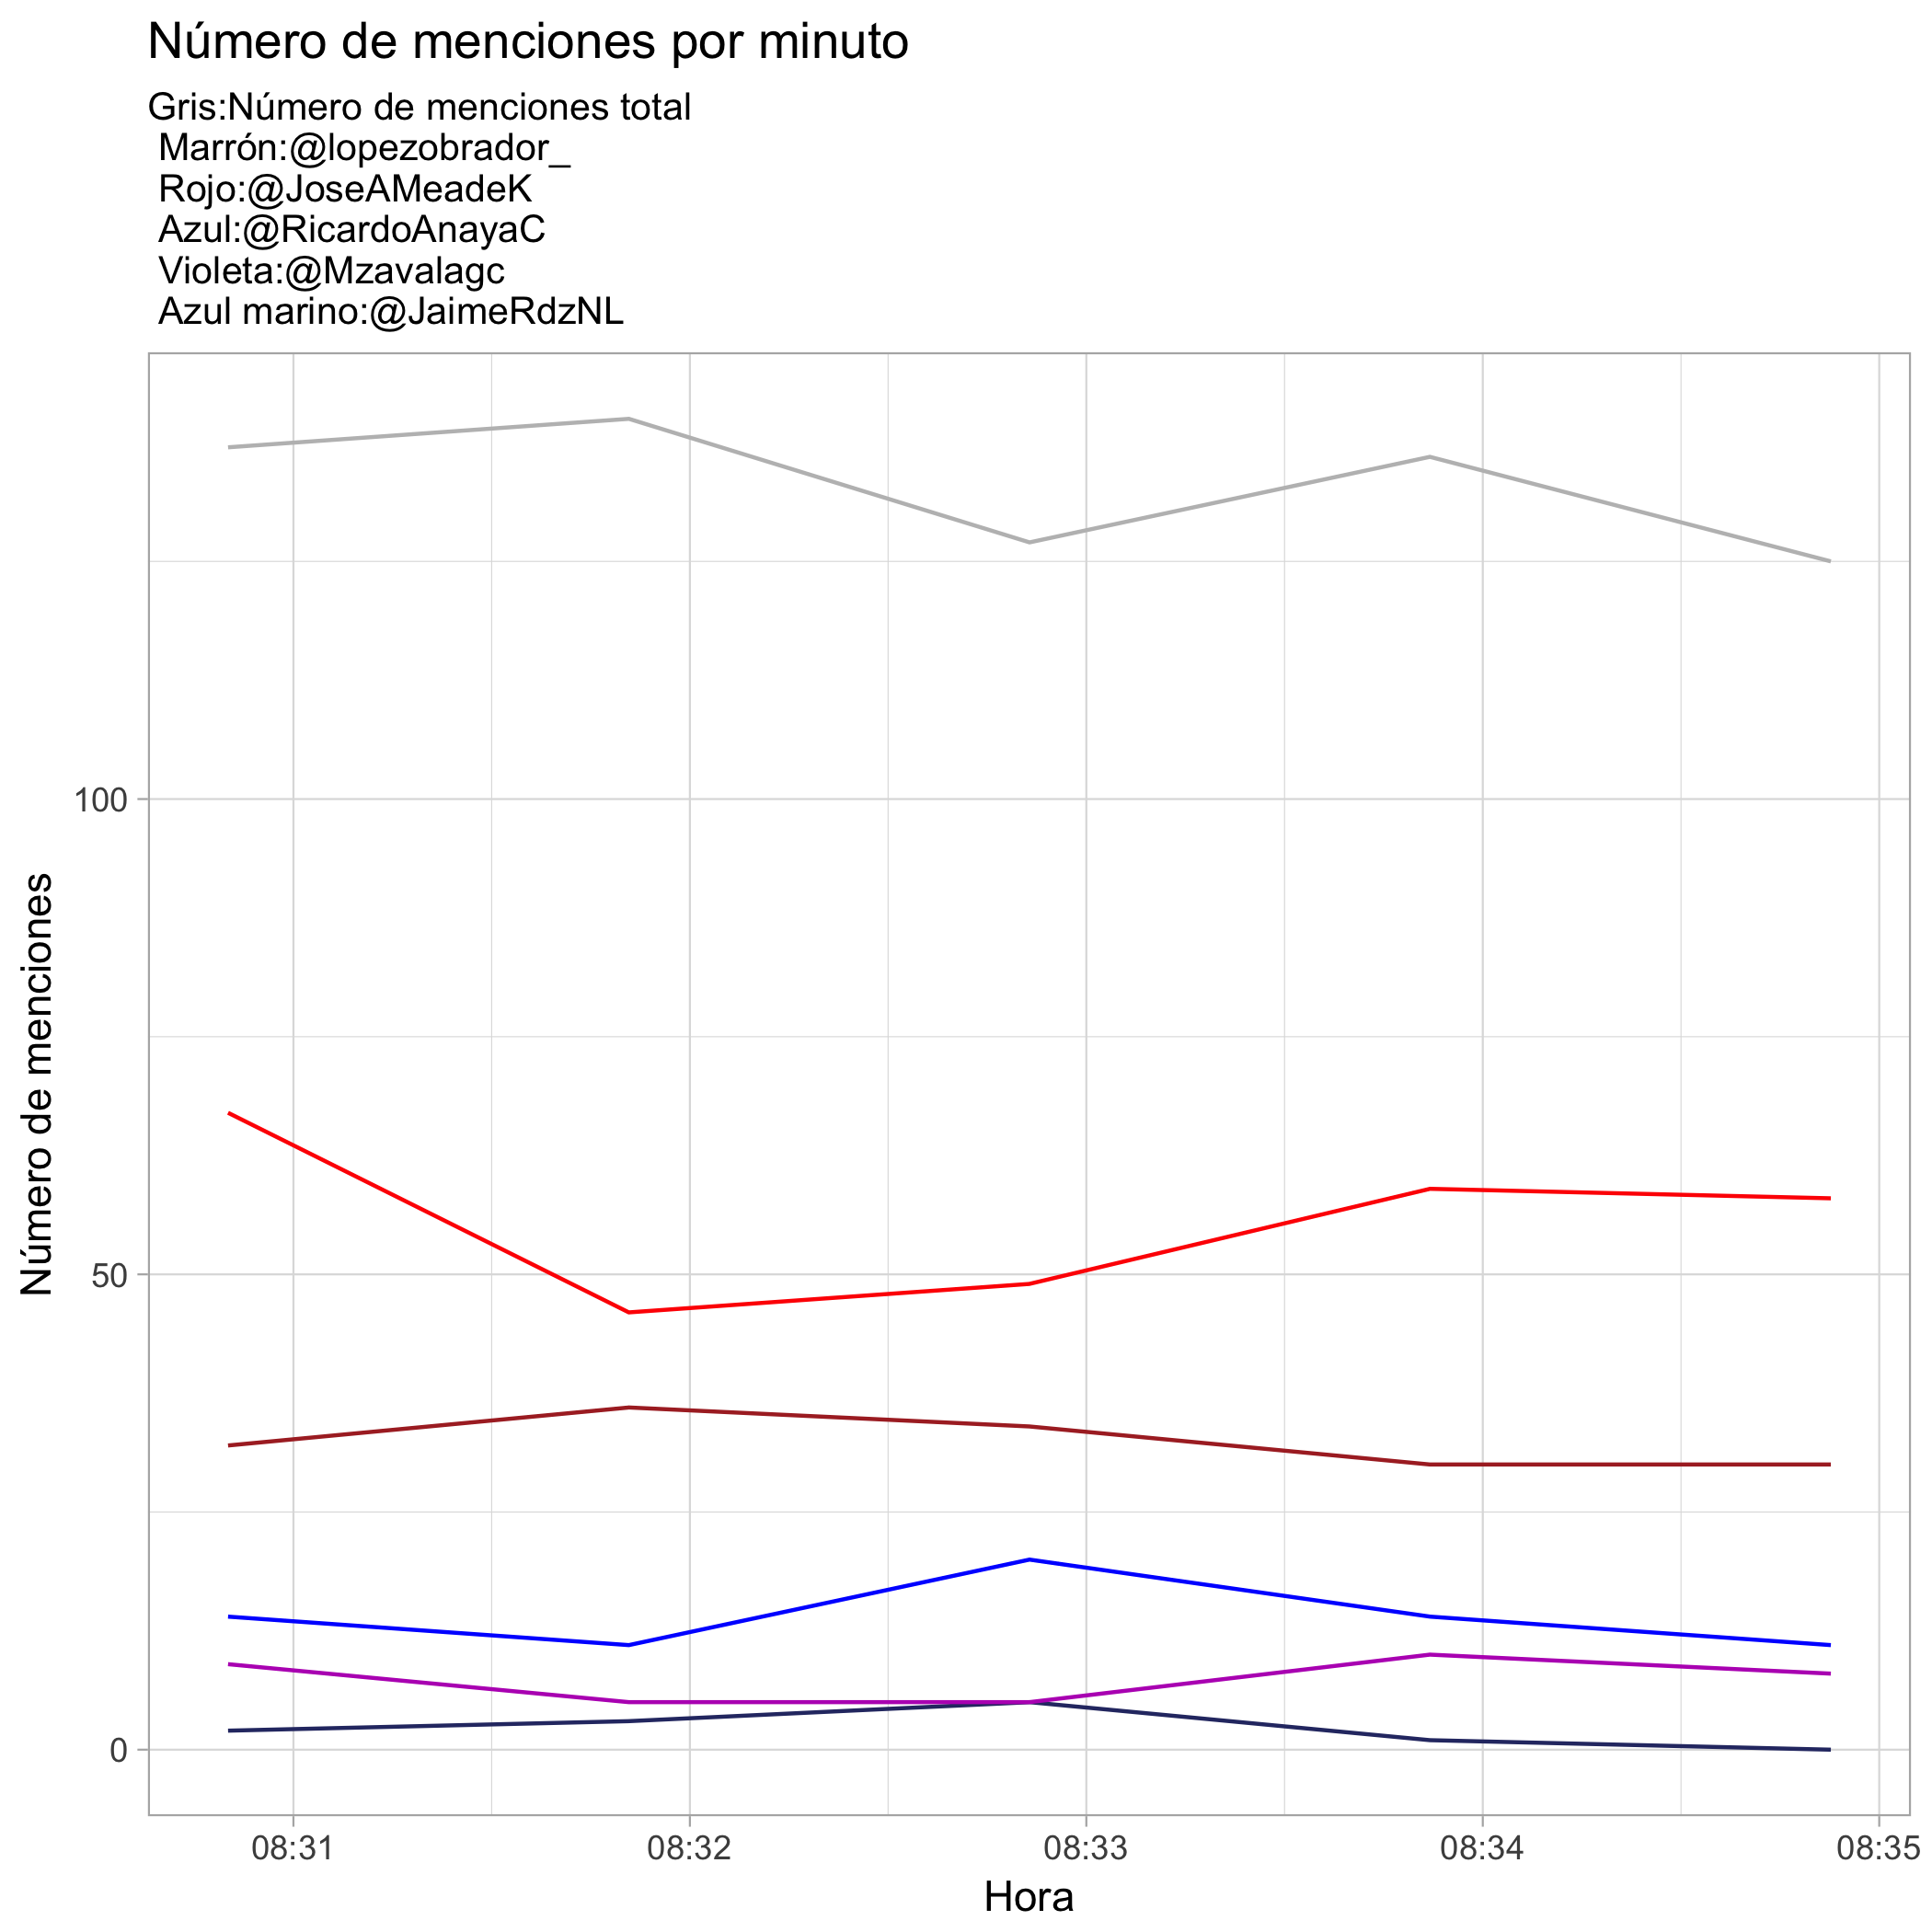 Número de menciones por minuto
Gris:Número de menciones total
Marrón:@lopezobrador_
Rojo:@JoseAMeadeK
Azul:@RicardoAnayaC
Violeta:@Mzavalagc
Azul marino:@JaimeRdzNL
Número de menciones
100
50
0
08:31
08:32
08:33
08:34
08:35
Hora